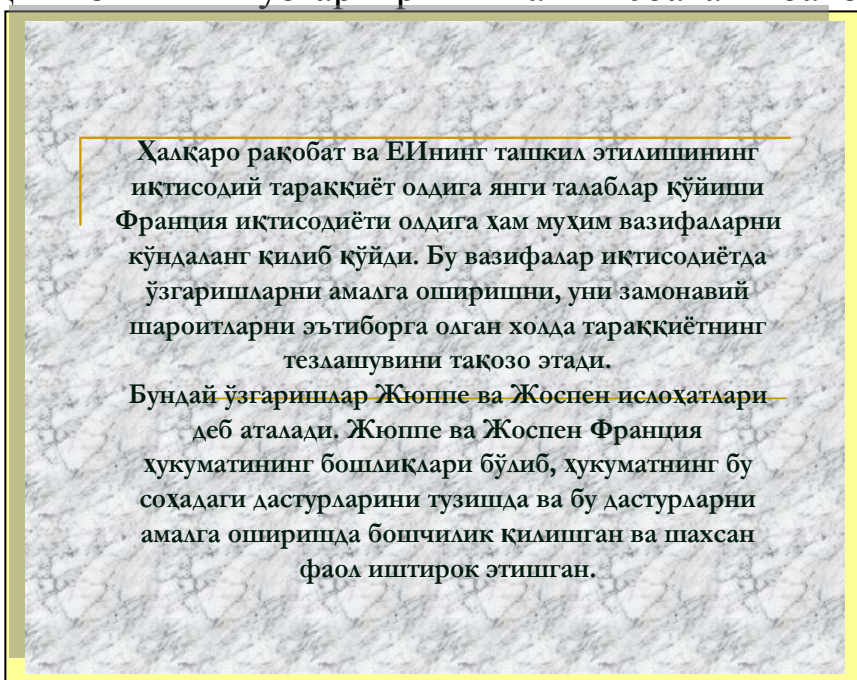 Ҳалқаро рақобат ва ЕИнинг ташкил этилишининг
иқтисодий тараққиёт олдига янги талаблар қўйиши
Франция иқтисодиёти олдига ҳам муҳим вазифаларни
кўндаланг қилиб қўйди. Бу вазифалар иқтисодиётда
ўзгаришларни амалга оширишни, уни замонавий
шароитларни эътиборга олган холда тараққиётнинг
тезлашувини тақозо этади.
Бундай ўзгаришлар Жюппе ва Жоспен ислоҳатлари
деб аталади. Жюппе ва Жоспен Франция
ҳукуматининг бошлиқлари бўлиб, ҳукуматнинг бу
соҳадаги дастурларини тузишда ва бу дастурларни
амалга оширишда бошчилик қилишган ва шахсан
фаол иштирок этишган.